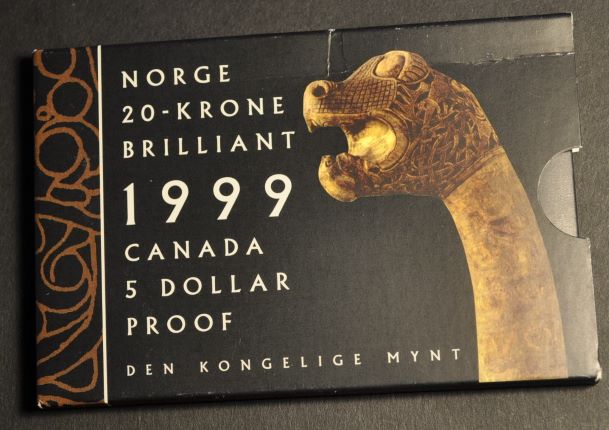 NORGE
20-KRONE
BRILLIANT
1999
CANADA
5 DOLLAR
PROOF
DEN KONGELIGE MYNT